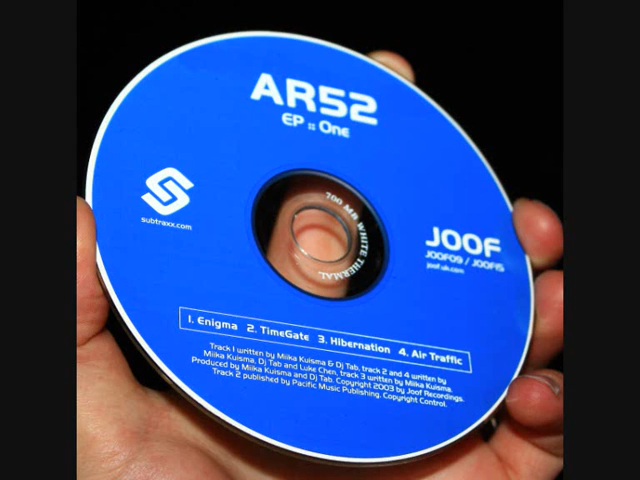 AR52
EP :: One
700 MB WHITE THERMAL
subtraxx.com
JOOF
JOOF09 / JOOF15
joof.uk.com
1. Enigma 2. TimeGate 3. Hibernation 4. Air Traffic
Track 1 written by Miika Kuisma & Dj Tab, track 2 and 4 written by
Miika Kuisma, Dj Tab and Luke Chen, track 3 written by Miika Kuisma.
Produced by Miika Kuisma and Dj Tab. Copyright 2003 by Joof Recordings.
Track 2 published by Pacific Music Publishing. Copyright Control.